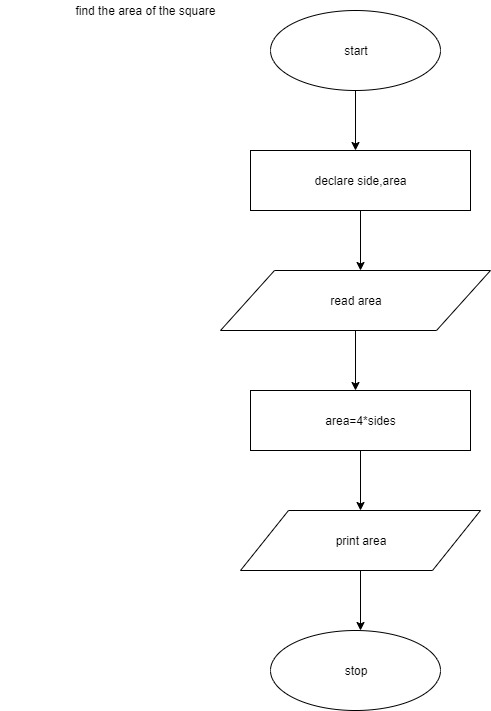 find the area of the square
start
declare side,area
read area
area=4*sides
print area
stop